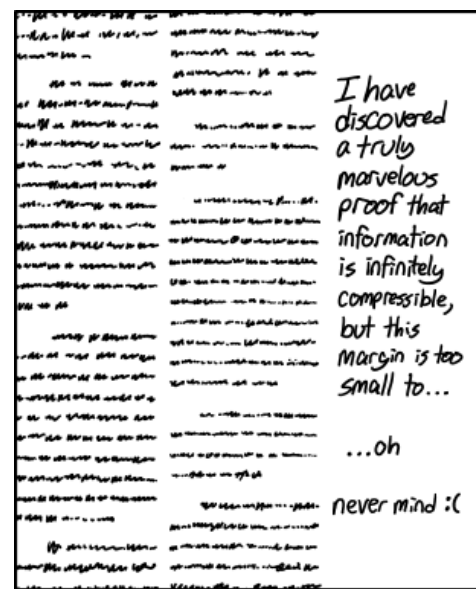 I have
discovered
a truly
marvelous
proof that
information
is infinitely
compressible,
but this
margin is too
small to...
...oh
never mind :(